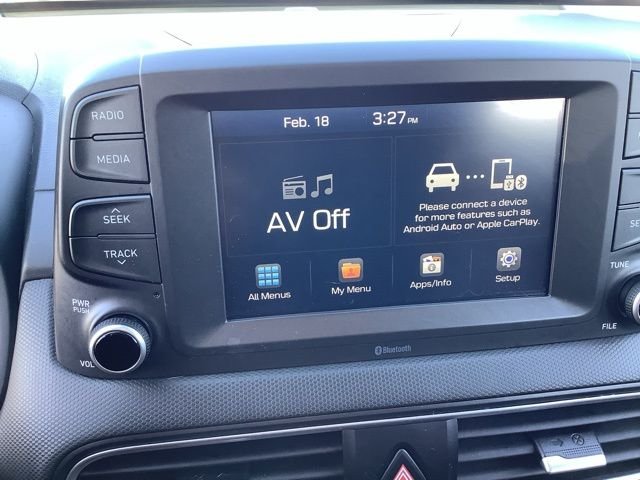 RADIO
MEDIA
SEEK
TRACK
PWR
PUSH
VOL
Feb. 18 3:27 PM
AV Off
Please connect a device
for more features such as
Android Auto or Apple CarPlay.
All Menus
My Menu
Apps/Info
Setup
Bluetooth
SE
TUNE
FILE